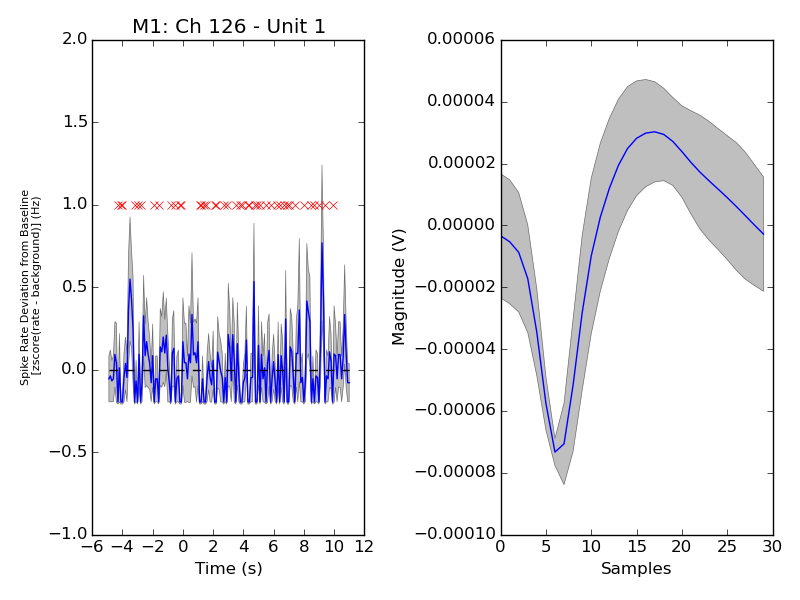 M1: Ch 126 - Unit 1
2.0
1.5
1.0
0.5
0.0
−0.5
−1.0
−6 −4 −2 0 2 4 6 8 10 12
Time (s)
Spike Rate Deviation from Baseline
[zscore(rate - background)] (Hz)
0.00006
0.00004
0.00002
0.00000
−0.00002
−0.00004
−0.00006
−0.00008
−0.00010
0 5 10 15 20 25 30
Samples
Magnitude (V)